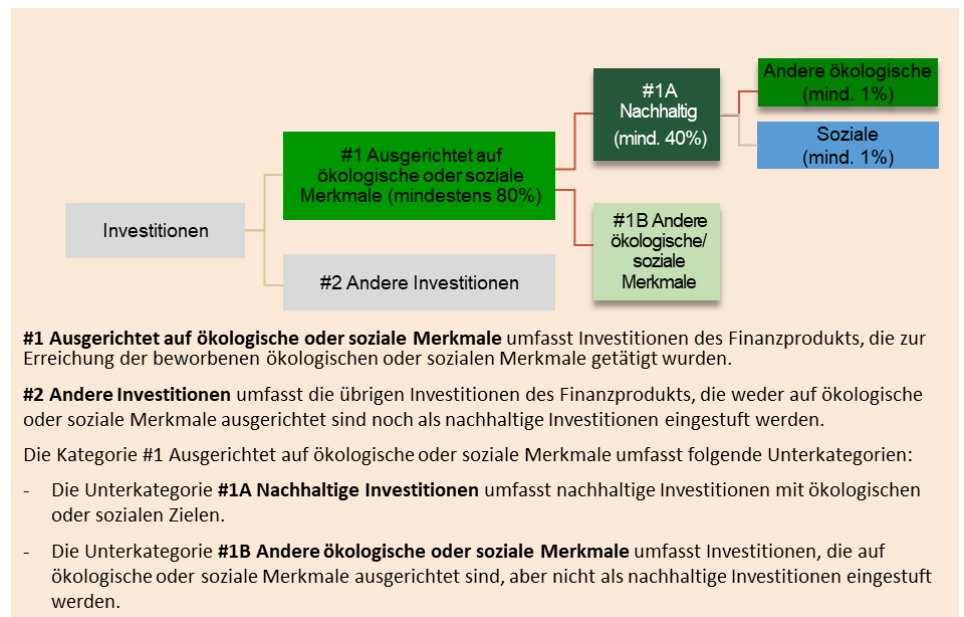 Andere ökologische
(mind. 1%)
#1A
Nachhaltig
(mind. 40%)
Soziale
(mind. 1%)
#1 Ausgerichtet auf
ökologische oder soziale
Merkmale (mindestens 80%)
Investitionen
#1B Andere
ökologische/
soziale
Merkmale
#2 Andere Investitionen
#1 Ausgerichtet auf ökologische oder soziale Merkmale umfasst Investitionen des Finanzprodukts, die zur
Erreichung der beworbenen ökologischen oder sozialen Merkmale getätigt wurden.
#2 Andere Investitionen umfasst die übrigen Investitionen des Finanzprodukts, die weder auf ökologische
oder soziale Merkmale ausgerichtet sind noch als nachhaltige Investitionen eingestuft werden.
Die Kategorie #1 Ausgerichtet auf ökologische oder soziale Merkmale umfasst folgende Unterkategorien:
- Die Unterkategorie #1A Nachhaltige Investitionen umfasst nachhaltige Investitionen mit ökologischen
oder sozialen Zielen.
- Die Unterkategorie #1B Andere ökologische oder soziale Merkmale umfasst Investitionen, die auf
ökologische oder soziale Merkmale ausgerichtet sind, aber nicht als nachhaltige Investitionen eingestuft
werden.